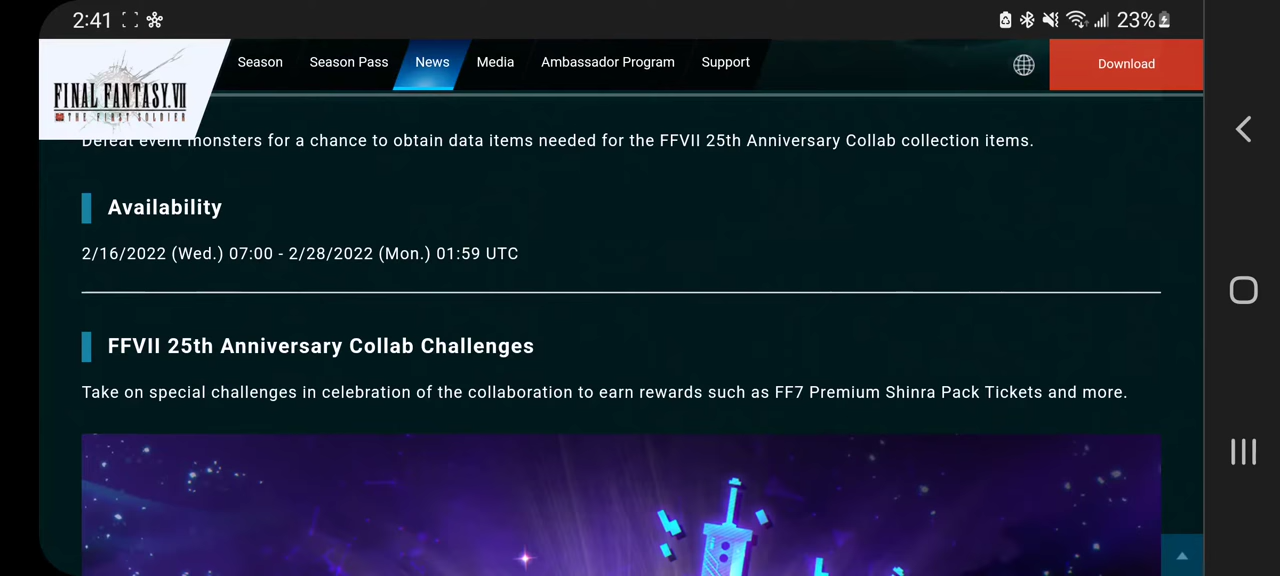 2:41
23%
FINAL FANTASY VII
THE FIRST SOLDIER
Season
Season Pass
News
Media
Ambassador Program
Support
Download
Defeat event monsters for a chance to obtain data items needed for the FFVII 25th Anniversary Collab collection items.
Availability
2/16/2022 (Wed.) 07:00 - 2/28/2022 (Mon.) 01:59 UTC
FFVII 25th Anniversary Collab Challenges
Take on special challenges in celebration of the collaboration to earn rewards such as FF7 Premium Shinra Pack Tickets and more.